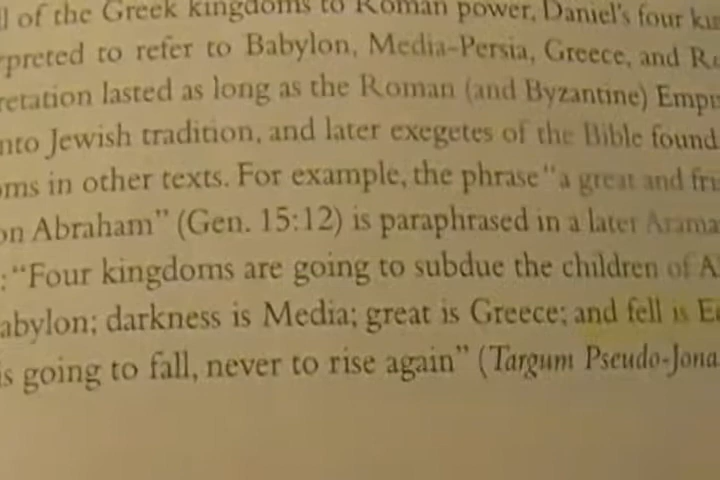 of the Greek kingdoms to Roman power, Daniel's four
preted to refer to Babylon, Media-Persia, Greece, and
retation lasted as long as the Roman (and Byzantine) Emp
nto Jewish tradition, and later exegetes of the Bible found
oms in other texts. For example, the phrase "a great and
on Abraham" (Gen. 15:12) is paraphrased in a later Arama
: "Four kingdoms are going to subdue the children of A
abylon; darkness is Media; great is Greece; and fell is
is going to fall, never to rise again" (Targum Pseudo-Jona